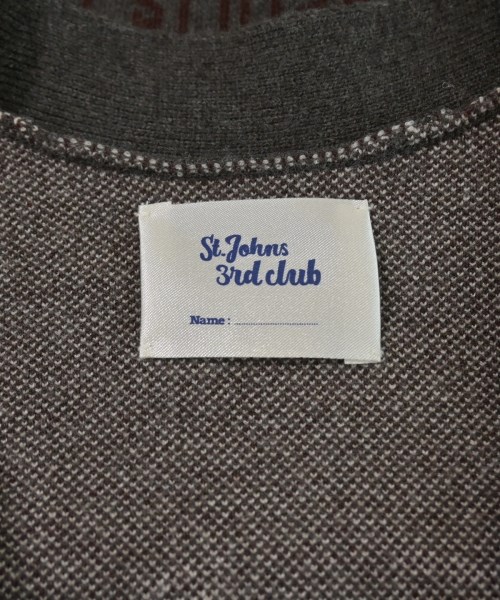 St. Johns
3rd club
Name : ........................